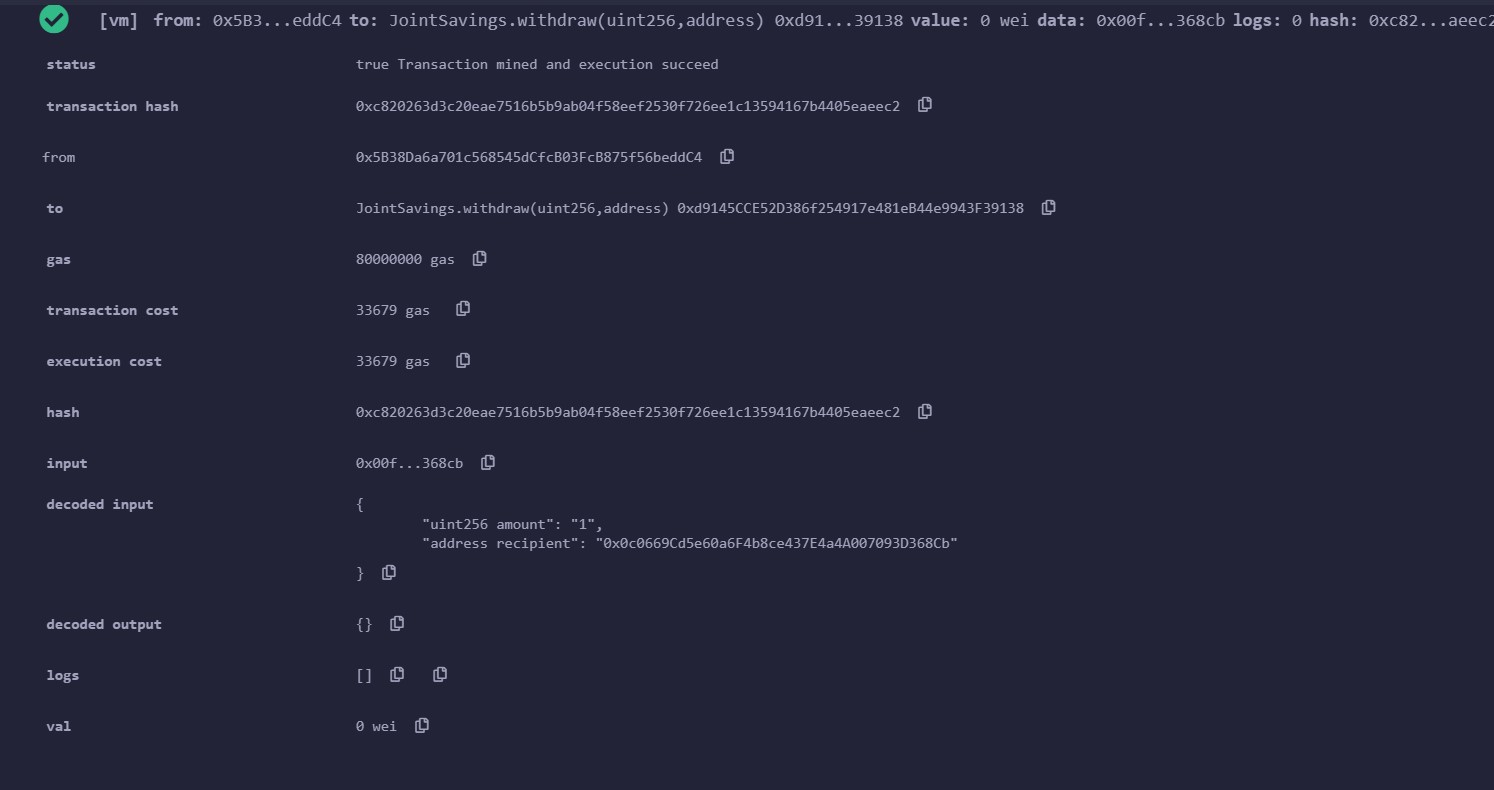 [vm] from: 0x5B3...eddC4 to: JointSavings.withdraw(uint256,address) 0xd91...39138 value: 0 wei data: 0x00f...368cb logs: 0 hash: 0xc82...aeec2
status true Transaction mined and execution succeed
transaction hash 0xc820263d3c20eae7516b5b9ab04f58eef2530f726ee1c13594167b4405eaeec2
from 0x5B38Da6a701c568545dCfcB03FcB875f56beddC4
to JointSavings.withdraw(uint256,address) 0xd9145CCE52D386f254917e481eB44e9943F39138
gas 80000000 gas
transaction cost 33679 gas
execution cost 33679 gas
hash 0xc820263d3c20eae7516b5b9ab04f58eef2530f726ee1c13594167b4405eaeec2
input 0x00f...368cb
decoded input {
"uint256 amount": "1",
"address recipient": "0x0c0669Cd5e60a6F4b8ce437E4a4A007093D368Cb"
}
decoded output {}
logs []
val 0 wei